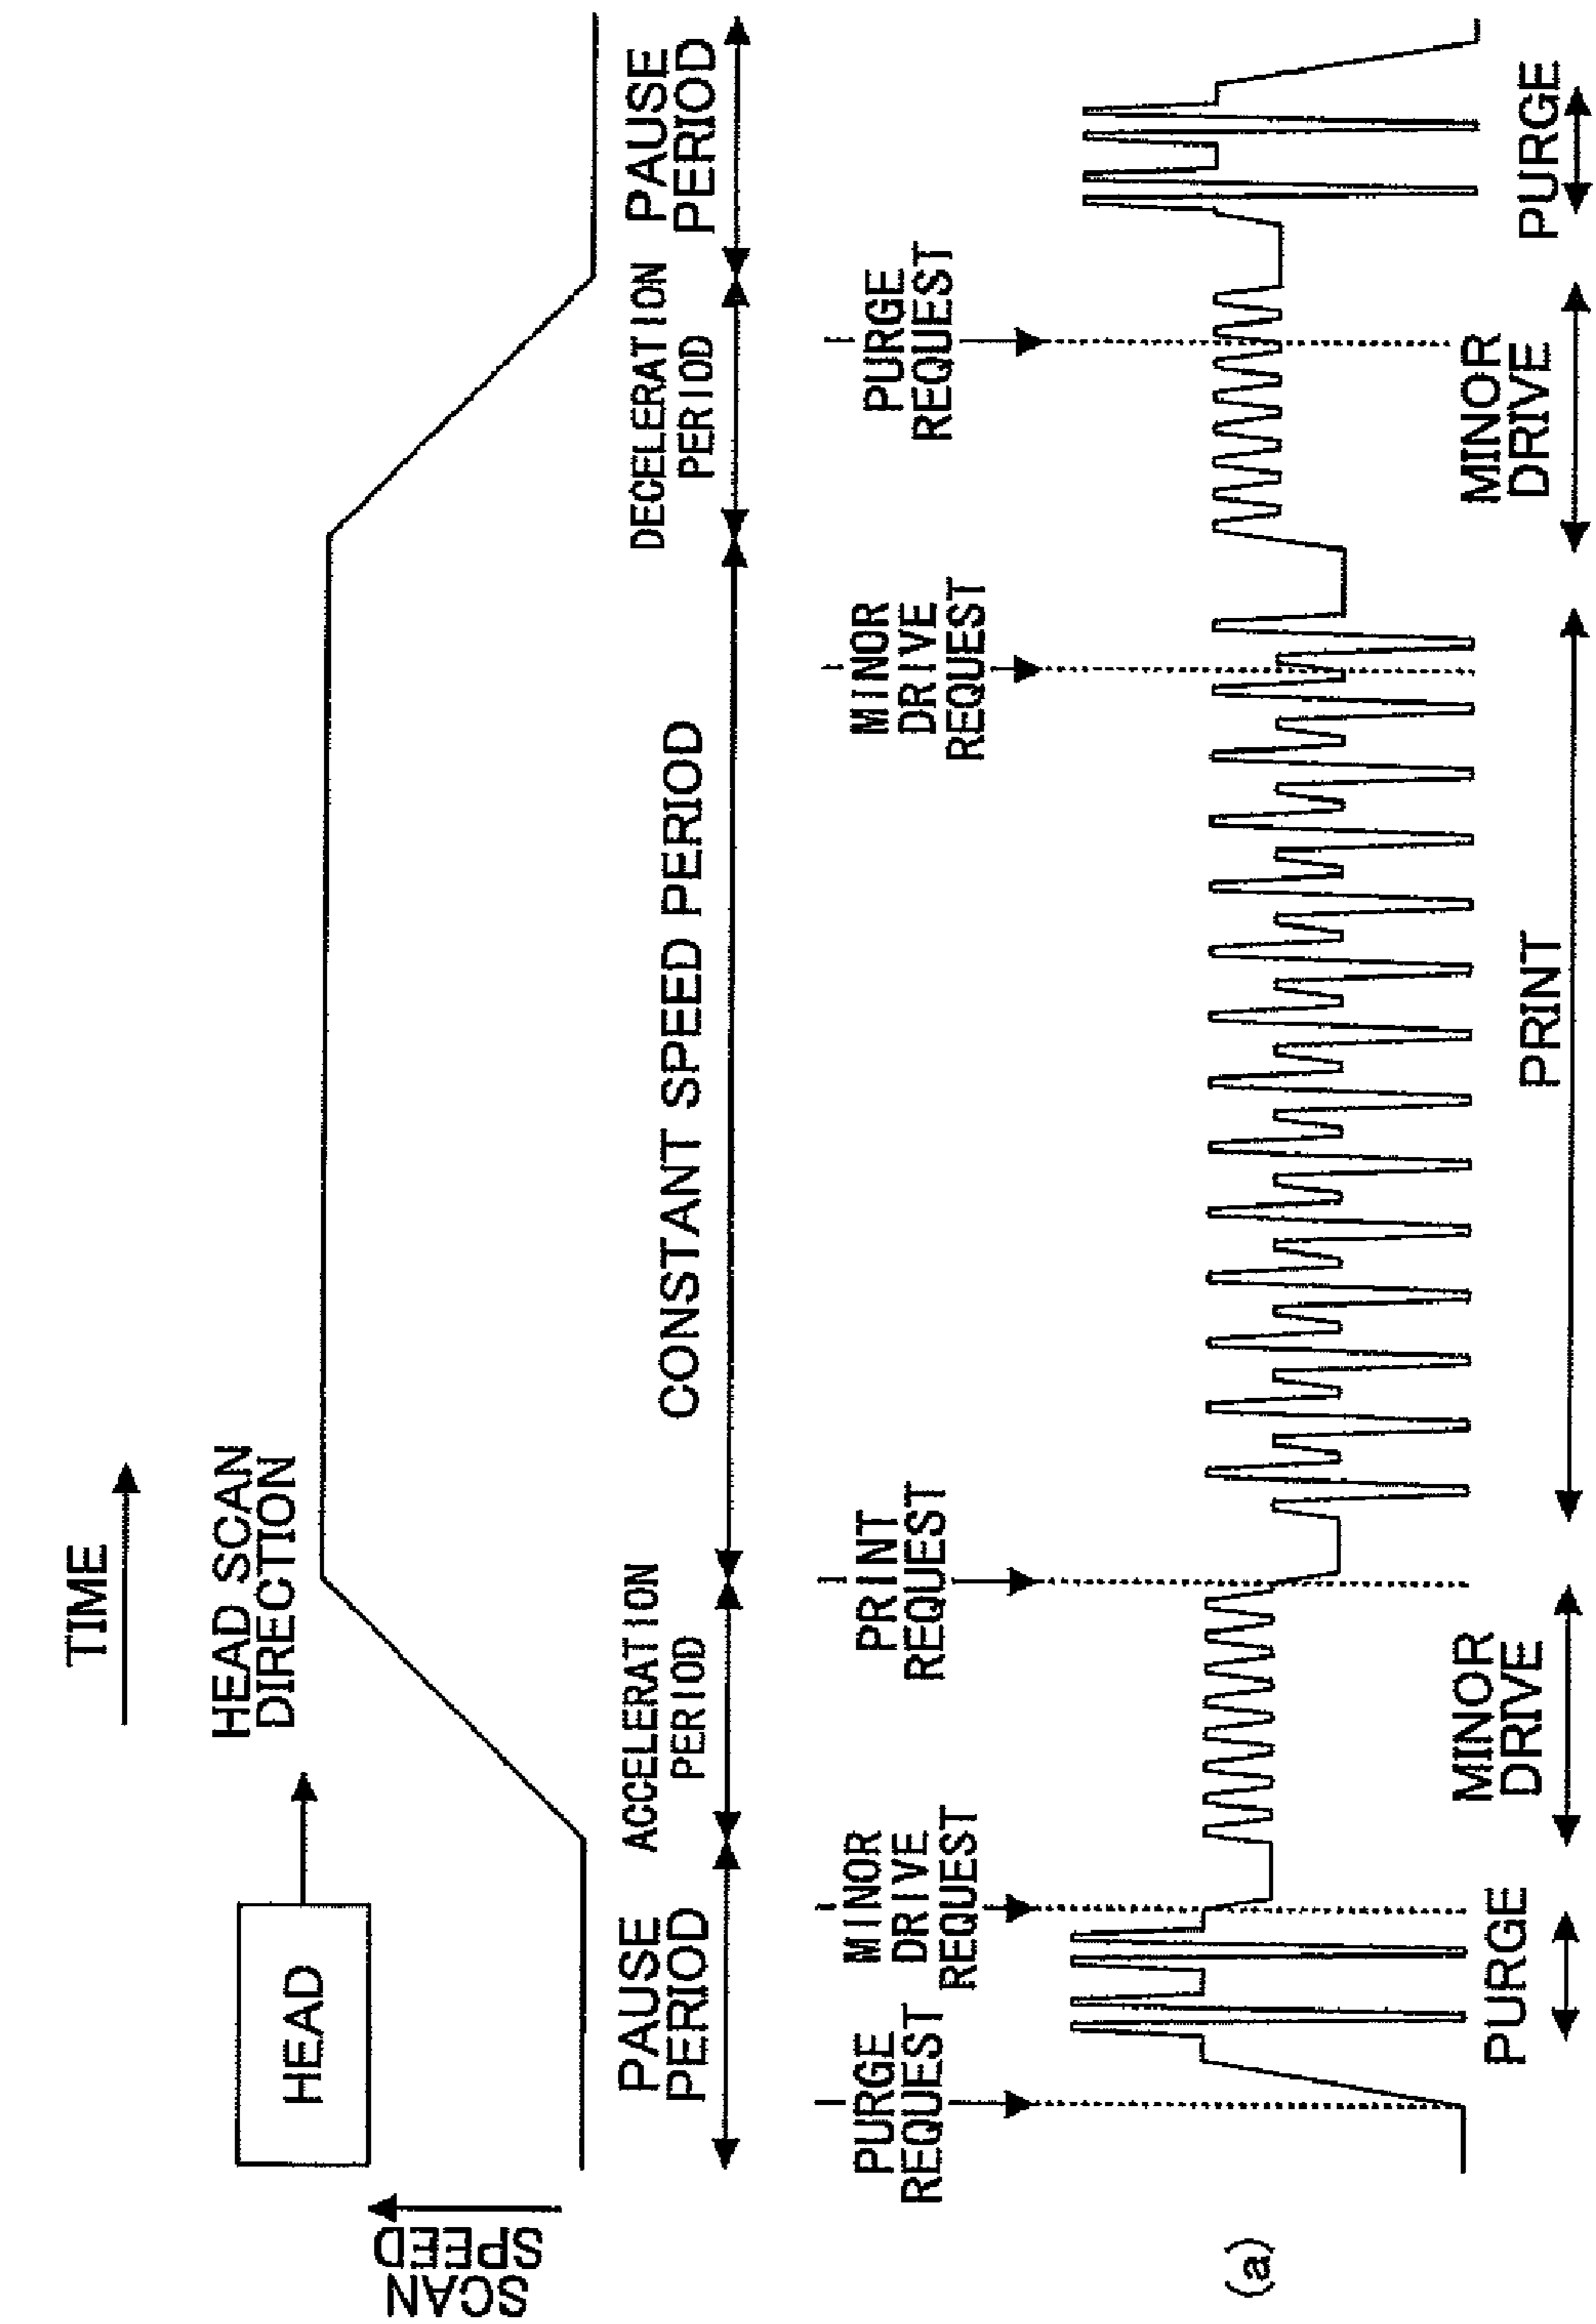 TIME
HEAD SCAN
DIRECTION
HEAD
SCAN
SPEED
PAUSE
PERIOD
ACCELERATION
PERIOD
CONSTANT SPEED PERIOD
DECELERATION
PERIOD
PAUSE
PERIOD
PURGE
REQUEST
MINOR
DRIVE
REQUEST
PRINT
REQUEST
MINOR
DRIVE
REQUEST
PURGE
REQUEST
(a)
PURGE
MINOR
DRIVE
PRINT
MINOR
DRIVE
PURGE